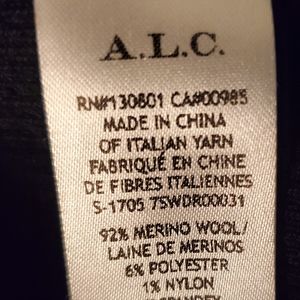 A.L.C.
RN#130801 CA#00985
MADE IN CHINA
OF ITALIAN YARN
FABRIQUÉ EN CHINE
DE FIBRES ITALIENNES
S-1705 7SWDR00031
92% MERINO WOOL/
LAINE DE MERINOS
6% POLYESTER
1% NYLON